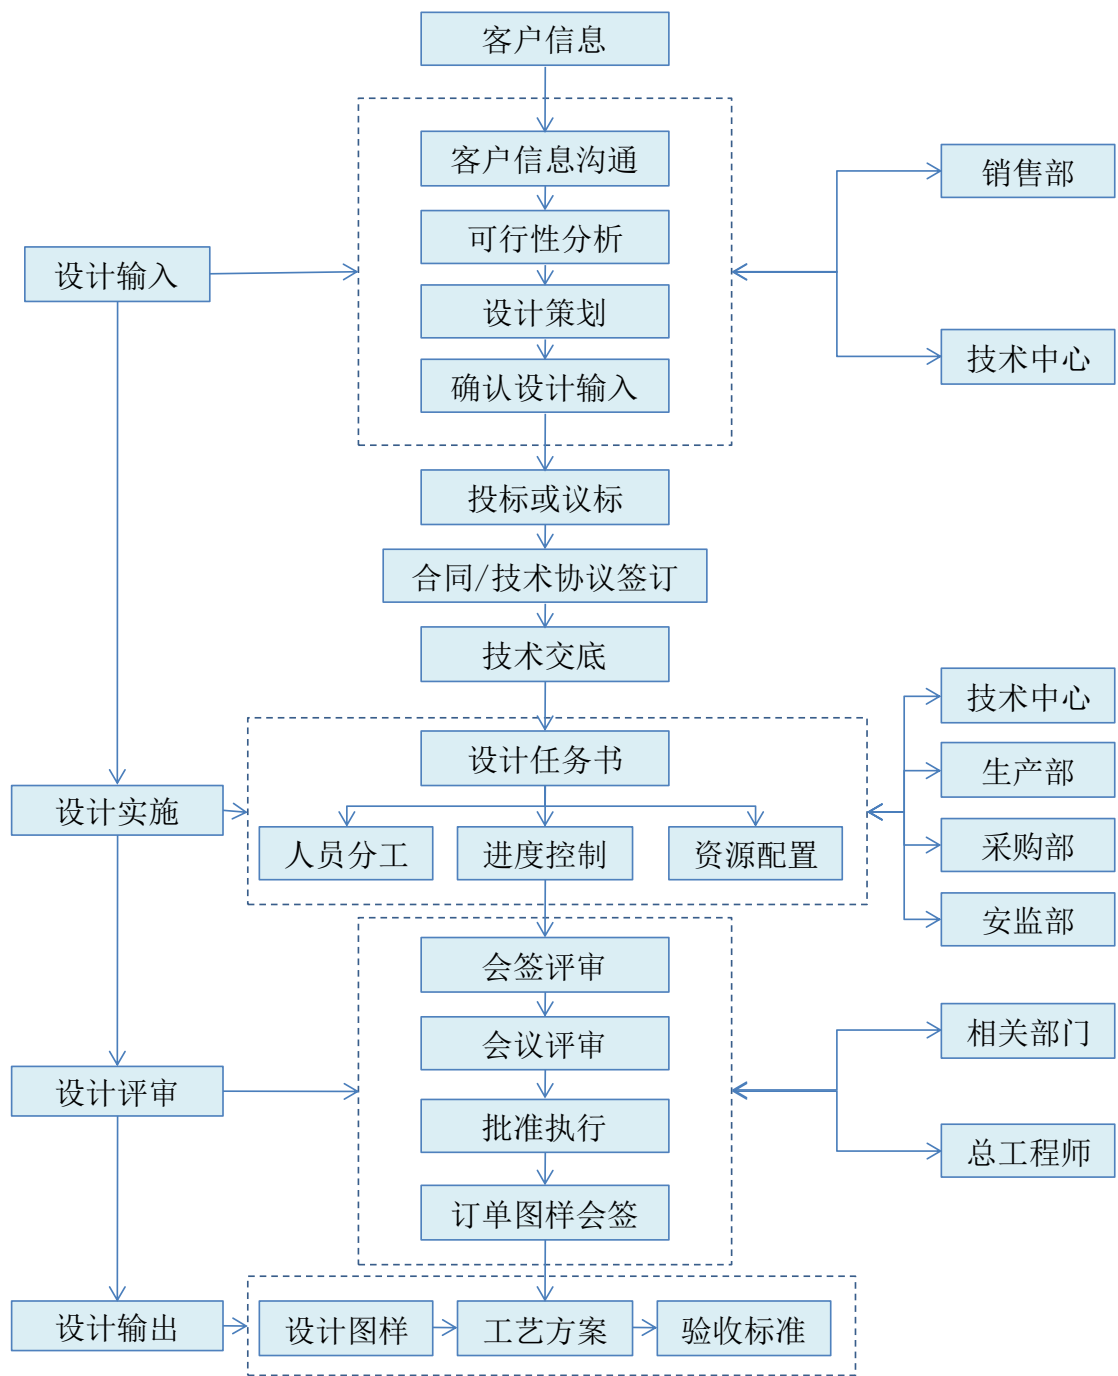 客户信息
客户信息沟通
销售部
可行性分析
设计输入
设计策划
技术中心
确认设计输入
投标或议标
合同/技术协议签订
技术交底
技术中心
设计任务书
生产部
设计实施
人员分工
进度控制
资源配置
采购部
安监部
会签评审
相关部门
会议评审
设计评审
批准执行
总工程师
订单图样会签
设计输出
设计图样
工艺方案
验收标准